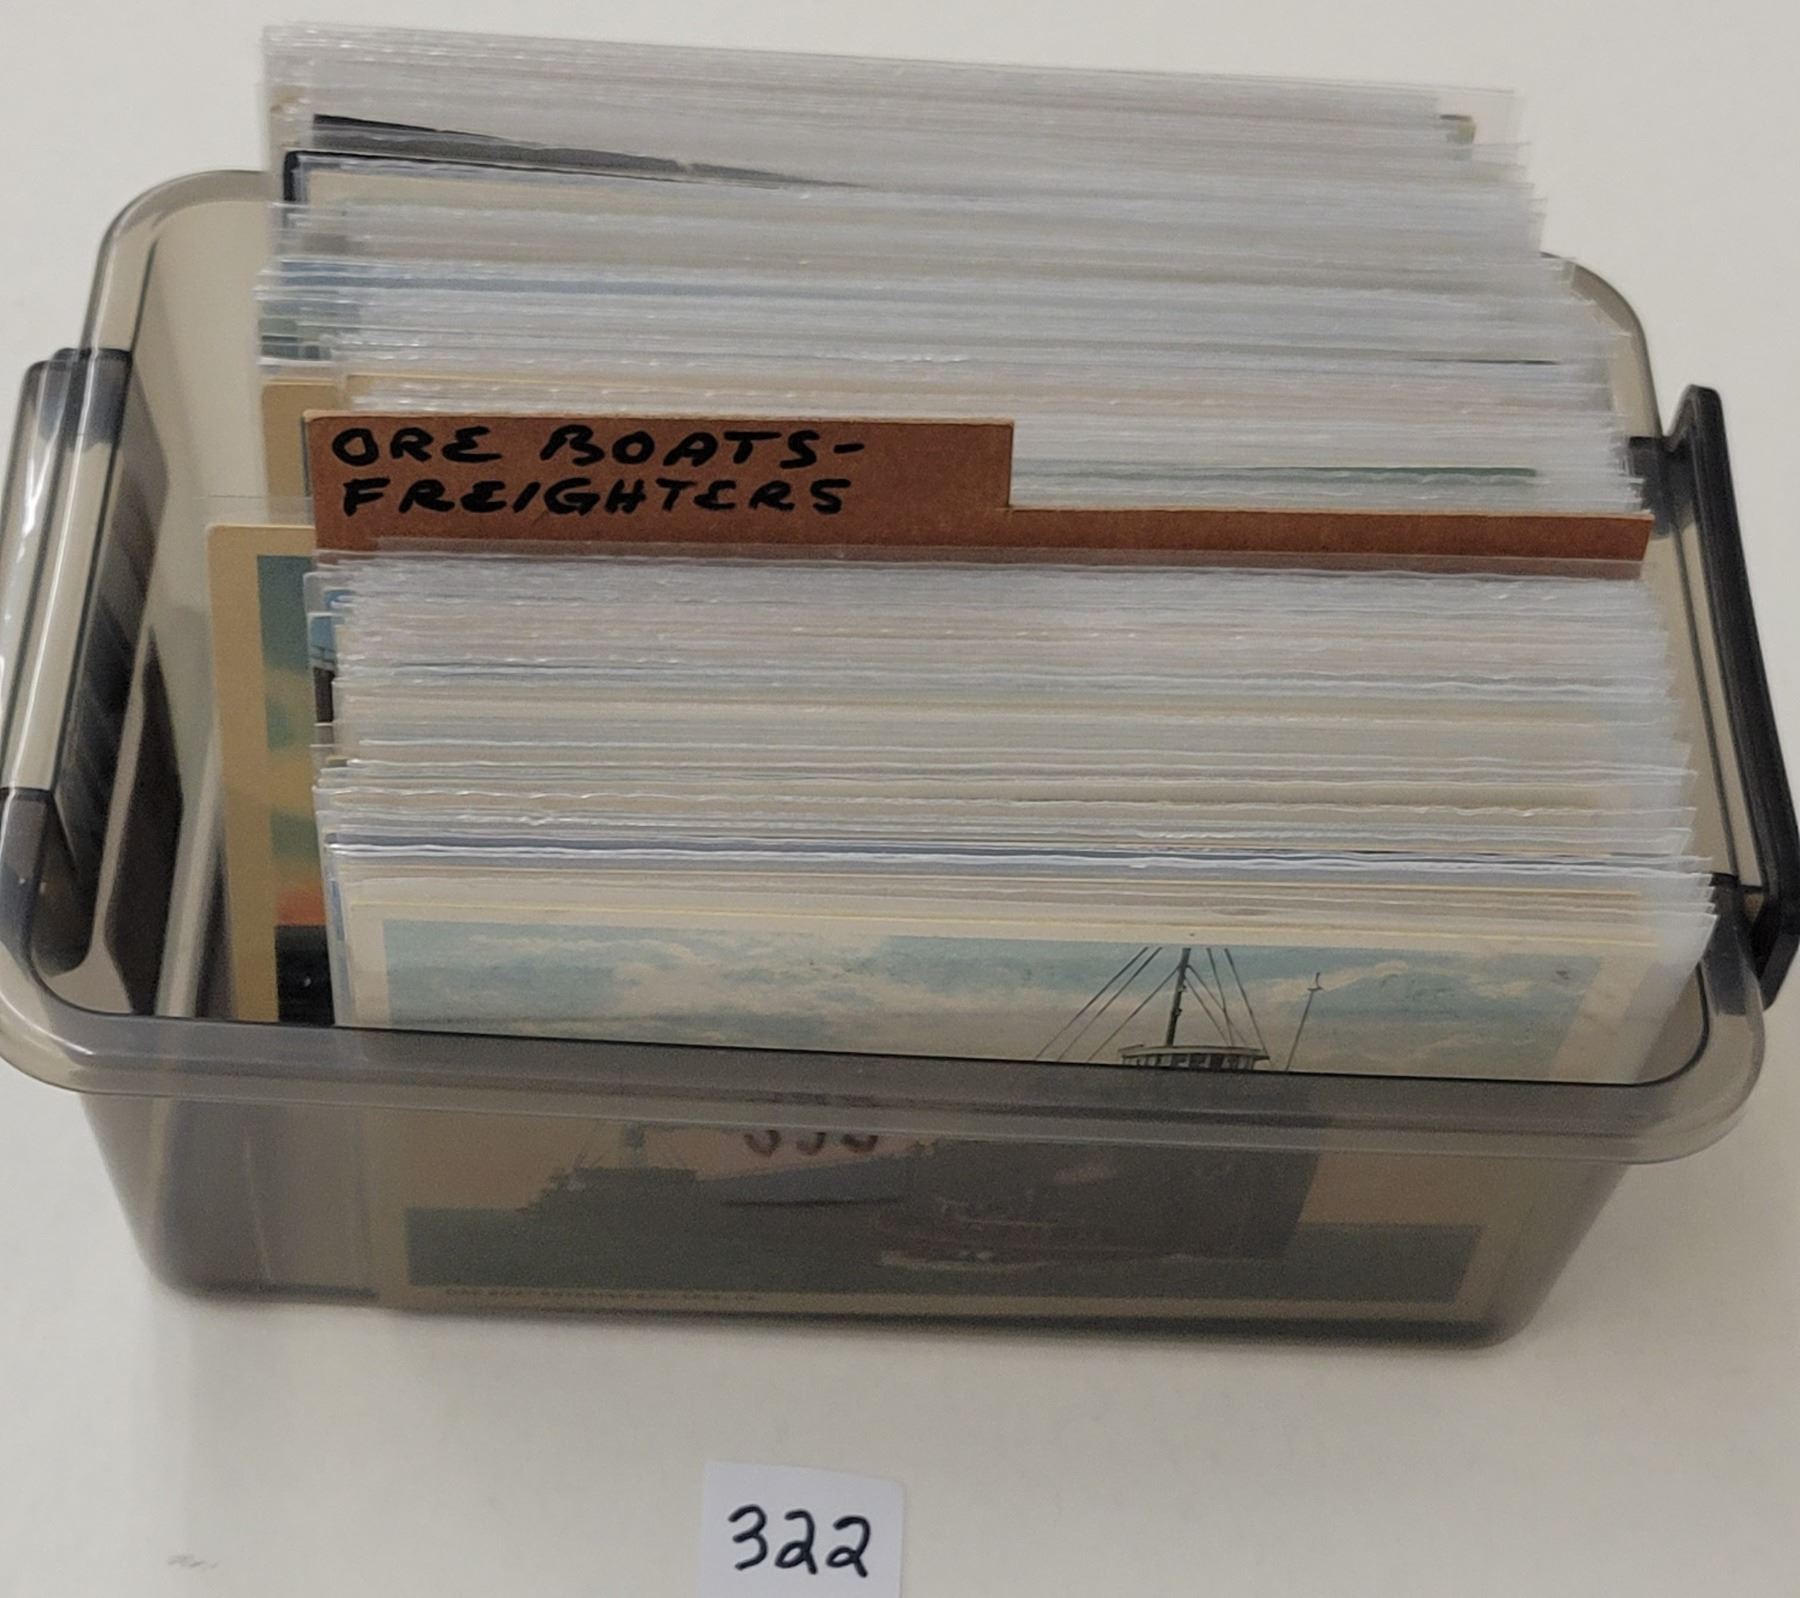 ORE BOATS-
FREIGHTERS
322